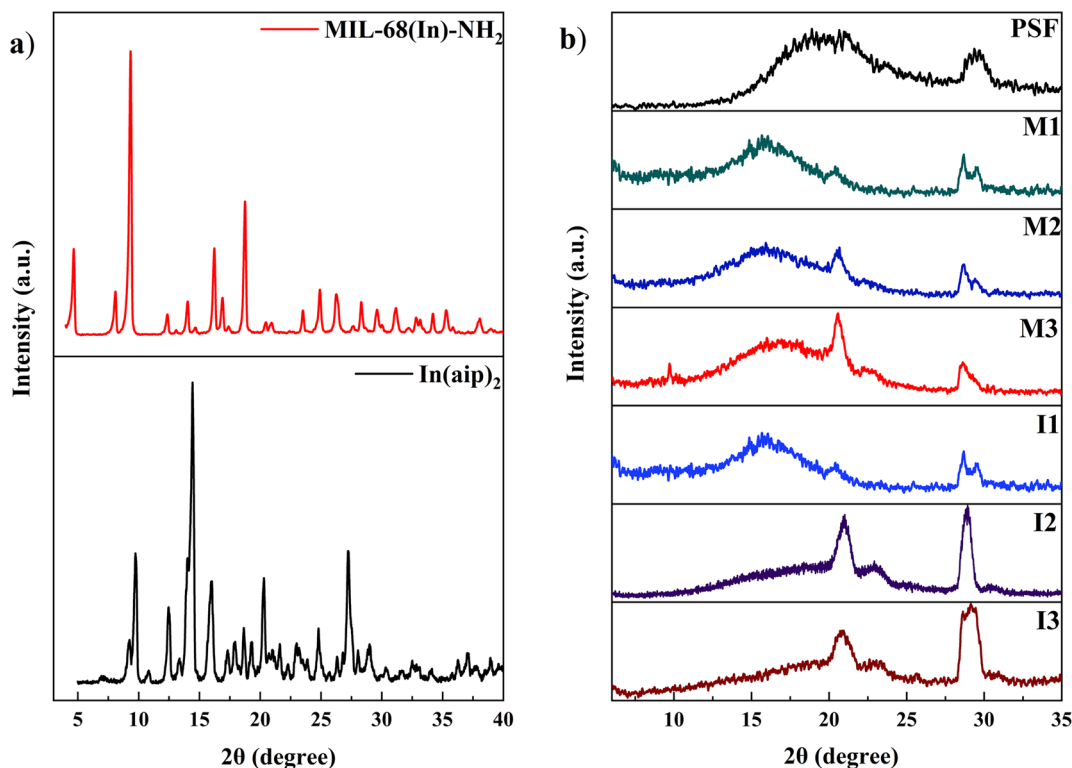 a)
MIL-68(In)-NH₂
In(aip)₂
Intensity (a.u.)
Intensity (a.u.)
5 10 15 20 25 30 35 40
2θ (degree)
b)
PSF
M1
M2
M3
I1
I2
I3
Intensity (a.u.)
10 15 20 25 30 35
2θ (degree)